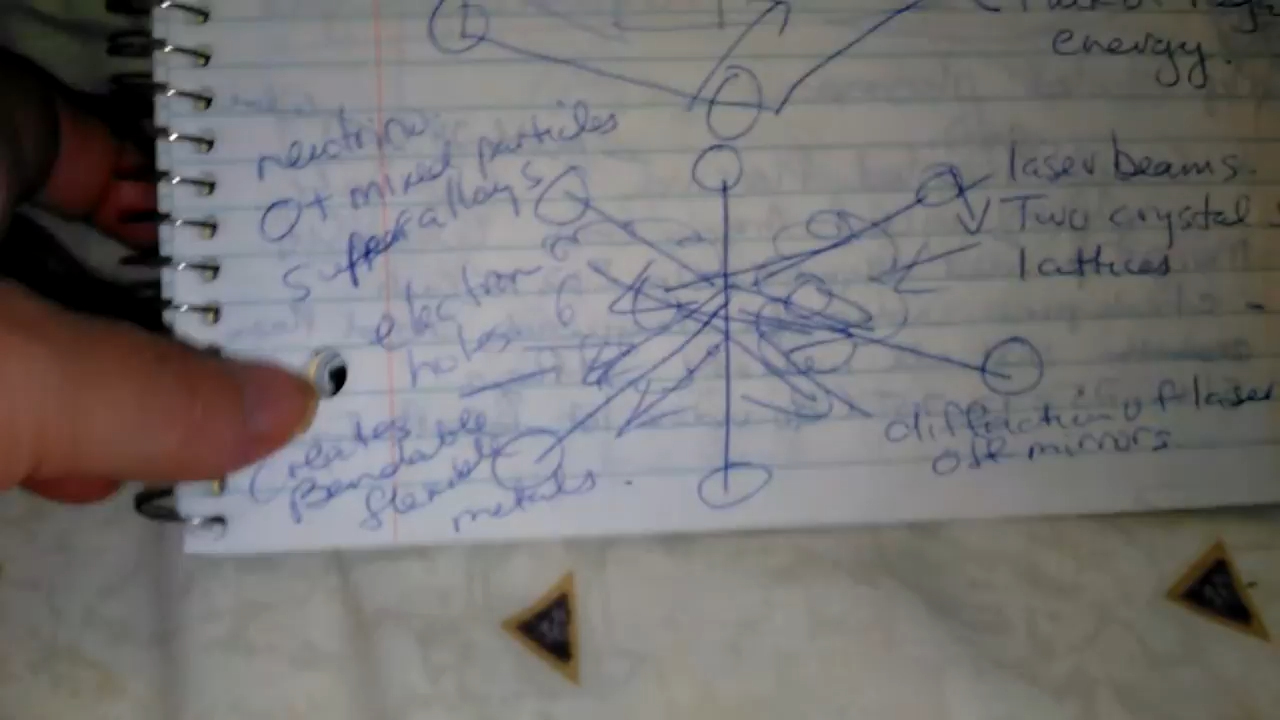 energy.
neutrino
O+ mixed particles
superalloys
laser beams.
Two crystal
lattices
electron
holes
diffraction of laser
off mirrors
Creates
Bendable
flexible
metals.